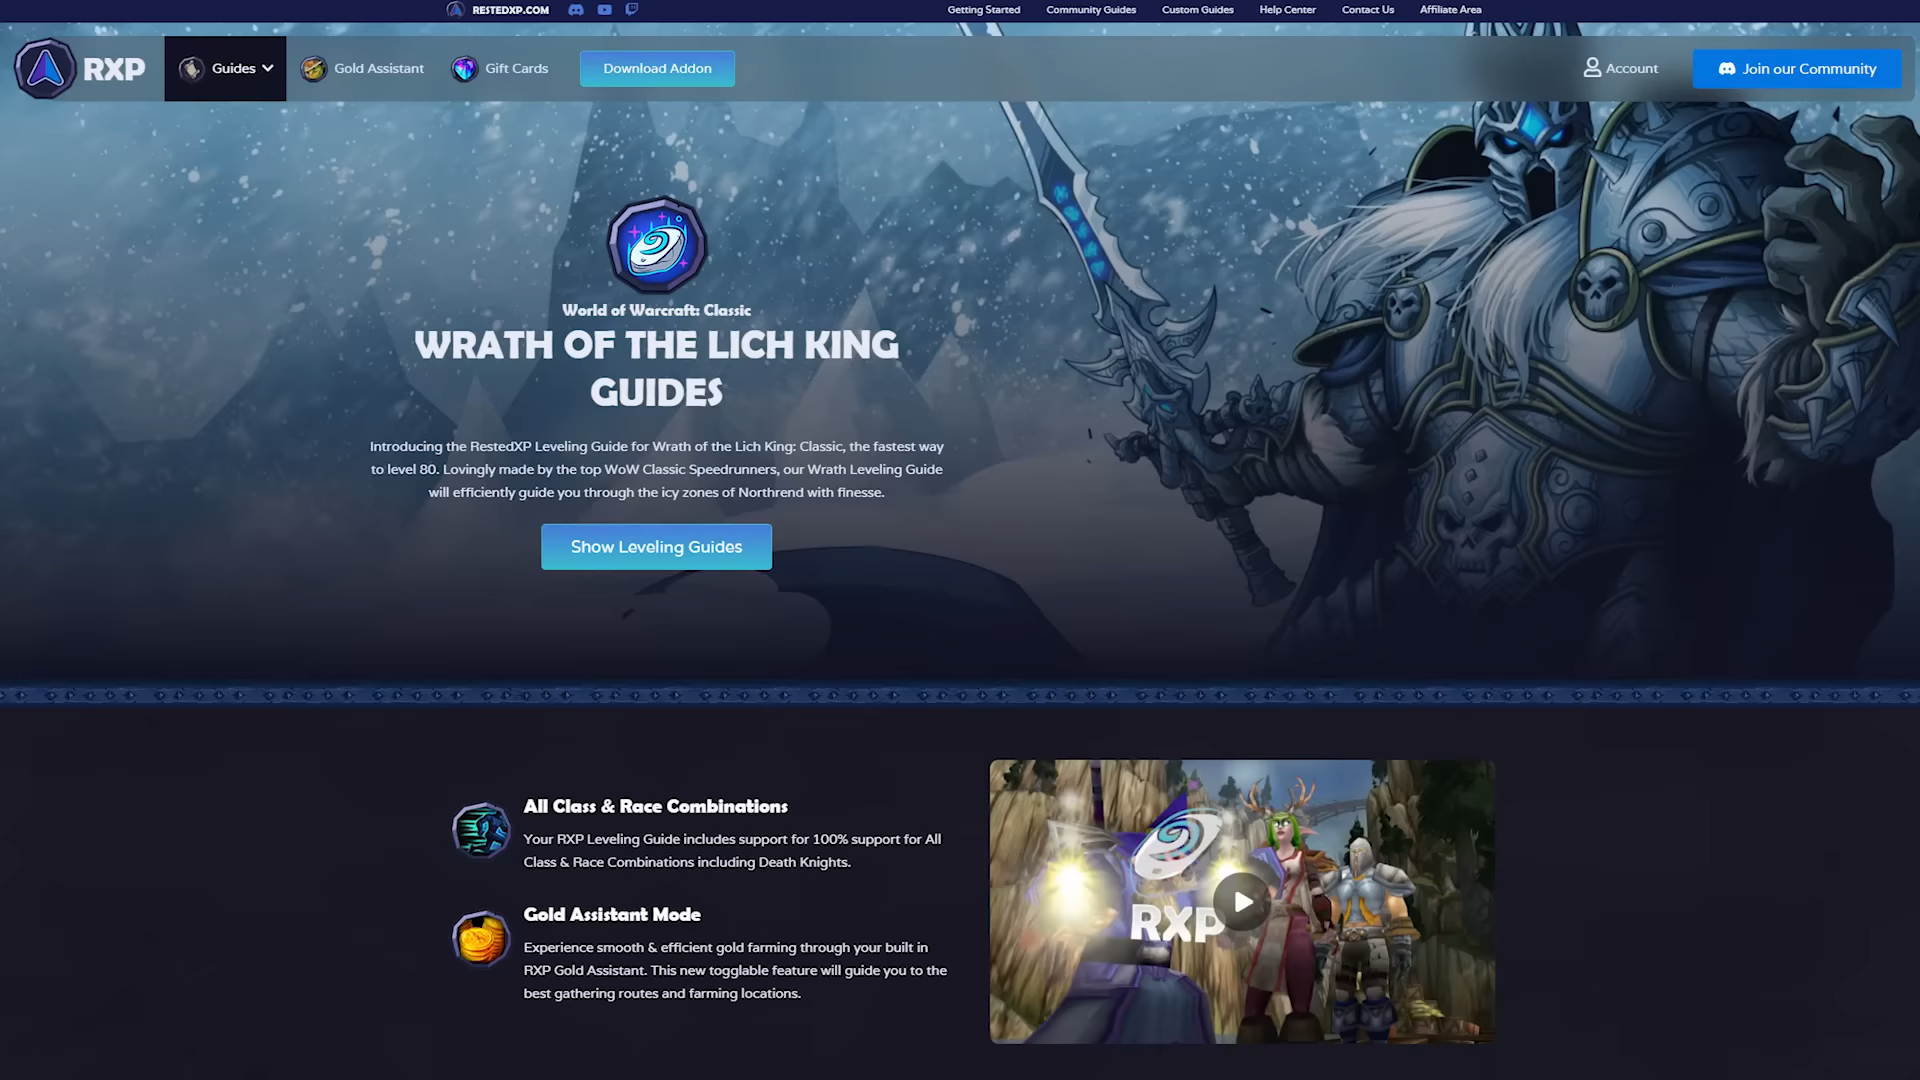 RESTEDXP.COM
Getting Started
Community Guides
Custom Guides
Help Center
Contact Us
Affiliate Area
RXP
Guides
Gold Assistant
Gift Cards
Download Addon
Account
Join our Community
World of Warcraft: Classic
WRATH OF THE LICH KING
GUIDES
Introducing the RestedXP Leveling Guide for Wrath of the Lich King: Classic, the fastest way
to level 80. Lovingly made by the top WoW Classic Speedrunners, our Wrath Leveling Guide
will efficiently guide you through the icy zones of Northrend with finesse.
Show Leveling Guides
All Class & Race Combinations
Your RXP Leveling Guide includes support for 100% support for All
Class & Race Combinations including Death Knights.
Gold Assistant Mode
Experience smooth & efficient gold farming through your built in
RXP Gold Assistant. This new togglable feature will guide you to the
best gathering routes and farming locations.
RXP